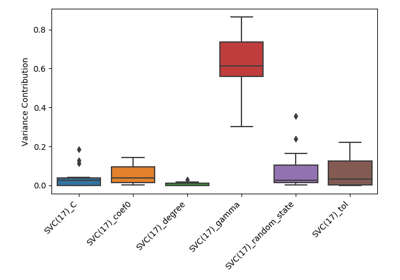 0.8
0.6
0.4
0.2
0.0
Variance Contribution
SVC(17)_C
SVC(17)_coef0
SVC(17)_degree
SVC(17)_gamma
SVC(17)_random_state
SVC(17)_tol